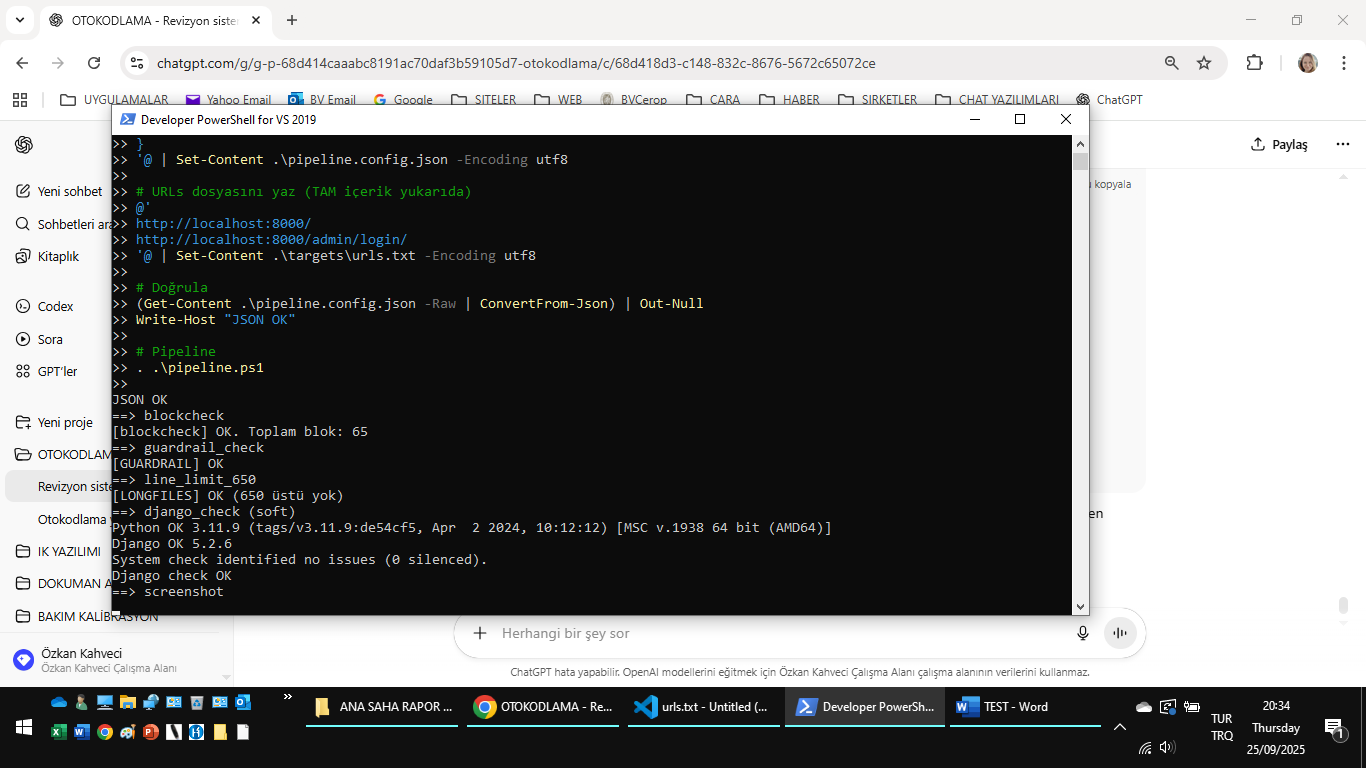 OTOKODLAMA - Revizyon siste
chatgpt.com/g/g-p-68d414caaabc8191ac70daf3b59105d7-otokodlama/c/68d418d3-c148-832c-8676-5672c65072ce
UYGULAMALAR Yahoo Email BV Email Google SITELER WEB BVCerop CARA HABER SIRKETLER CHAT YAZILIMLARI ChatGPT
Developer PowerShell for VS 2019
Paylaş
kopyala
Yeni sohbet
Sohbetleri ara
Kitaplık
Codex
Sora
GPT'ler
Yeni proje
OTOKODLAM
Revizyon siste
Otokodlama y
IK YAZILIMI
DOKUMAN A
BAKIM KALİBRASYON
Özkan Kahveci
Özkan Kahveci Çalışma Alanı
>> }
>> '@ | Set-Content .\pipeline.config.json -Encoding utf8
>>
>> # URLs dosyasını yaz (TAM içerik yukarıda)
>> @'
>> http://localhost:8000/
>> http://localhost:8000/admin/login/
>> '@ | Set-Content .\targets\urls.txt -Encoding utf8
>>
>> # Doğrula
>> (Get-Content .\pipeline.config.json -Raw | ConvertFrom-Json) | Out-Null
>> Write-Host "JSON OK"
>>
>> # Pipeline
>> . .\pipeline.ps1
>>
JSON OK
==> blockcheck
[blockcheck] OK. Toplam blok: 65
==> guardrail_check
[GUARDRAIL] OK
==> line_limit_650
[LONGFILES] OK (650 üstü yok)
==> django_check (soft)
Python OK 3.11.9 (tags/v3.11.9:de54cf5, Apr  2 2024, 10:12:12) [MSC v.1938 64 bit (AMD64)]
Django OK 5.2.6
System check identified no issues (0 silenced).
Django check OK
==> screenshot
en
Herhangi bir şey sor
ChatGPT hata yapabilir. OpenAI modellerini eğitmek için Özkan Kahveci Çalışma Alanı çalışma alanının verilerini kullanmaz.
ANA SAHA RAPOR ...
OTOKODLAMA - Re...
urls.txt - Untitled (...
Developer PowerSh...
TEST - Word
TUR
TRQ
20:34
Thursday
25/09/2025
1